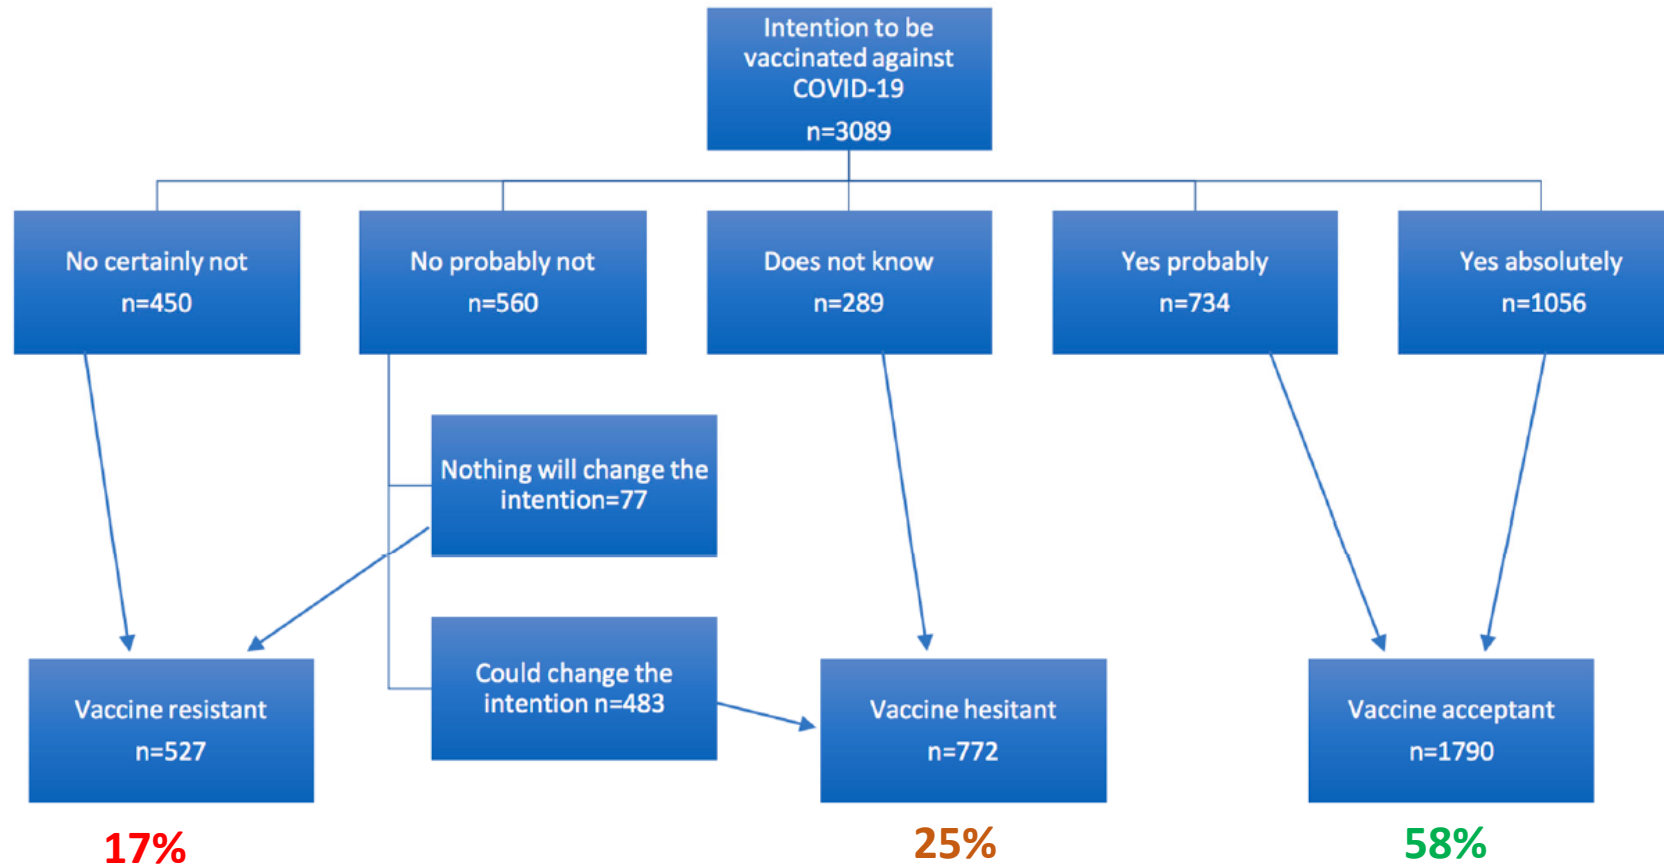 Intention to be
vaccinated against
COVID-19
n=3089
No certainly not
n=450
No probably not
n=560
Does not know
n=289
Yes probably
n=734
Yes absolutely
n=1056
Nothing will change the
intention=77
Could change the
intention n=483
Vaccine resistant
n=527
Vaccine hesitant
n=772
Vaccine acceptant
n=1790
17%
25%
58%